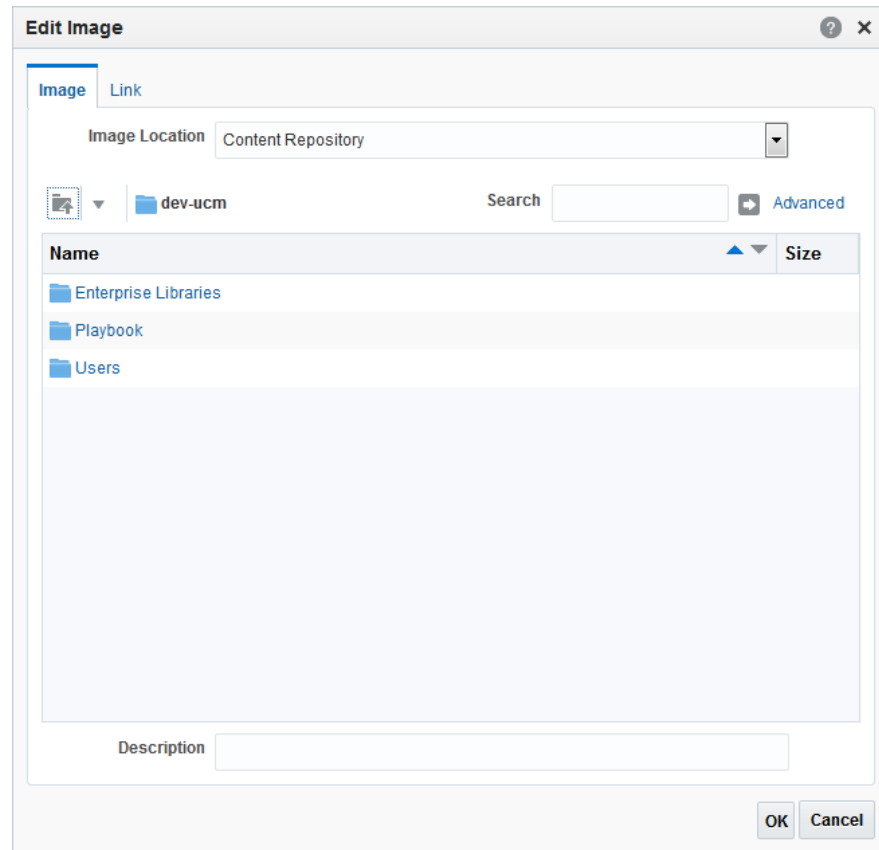 Edit Image
Image Link
Image Location Content Repository
dev-ucm Search Advanced
Name Size
Enterprise Libraries
Playbook
Users
Description
OK Cancel